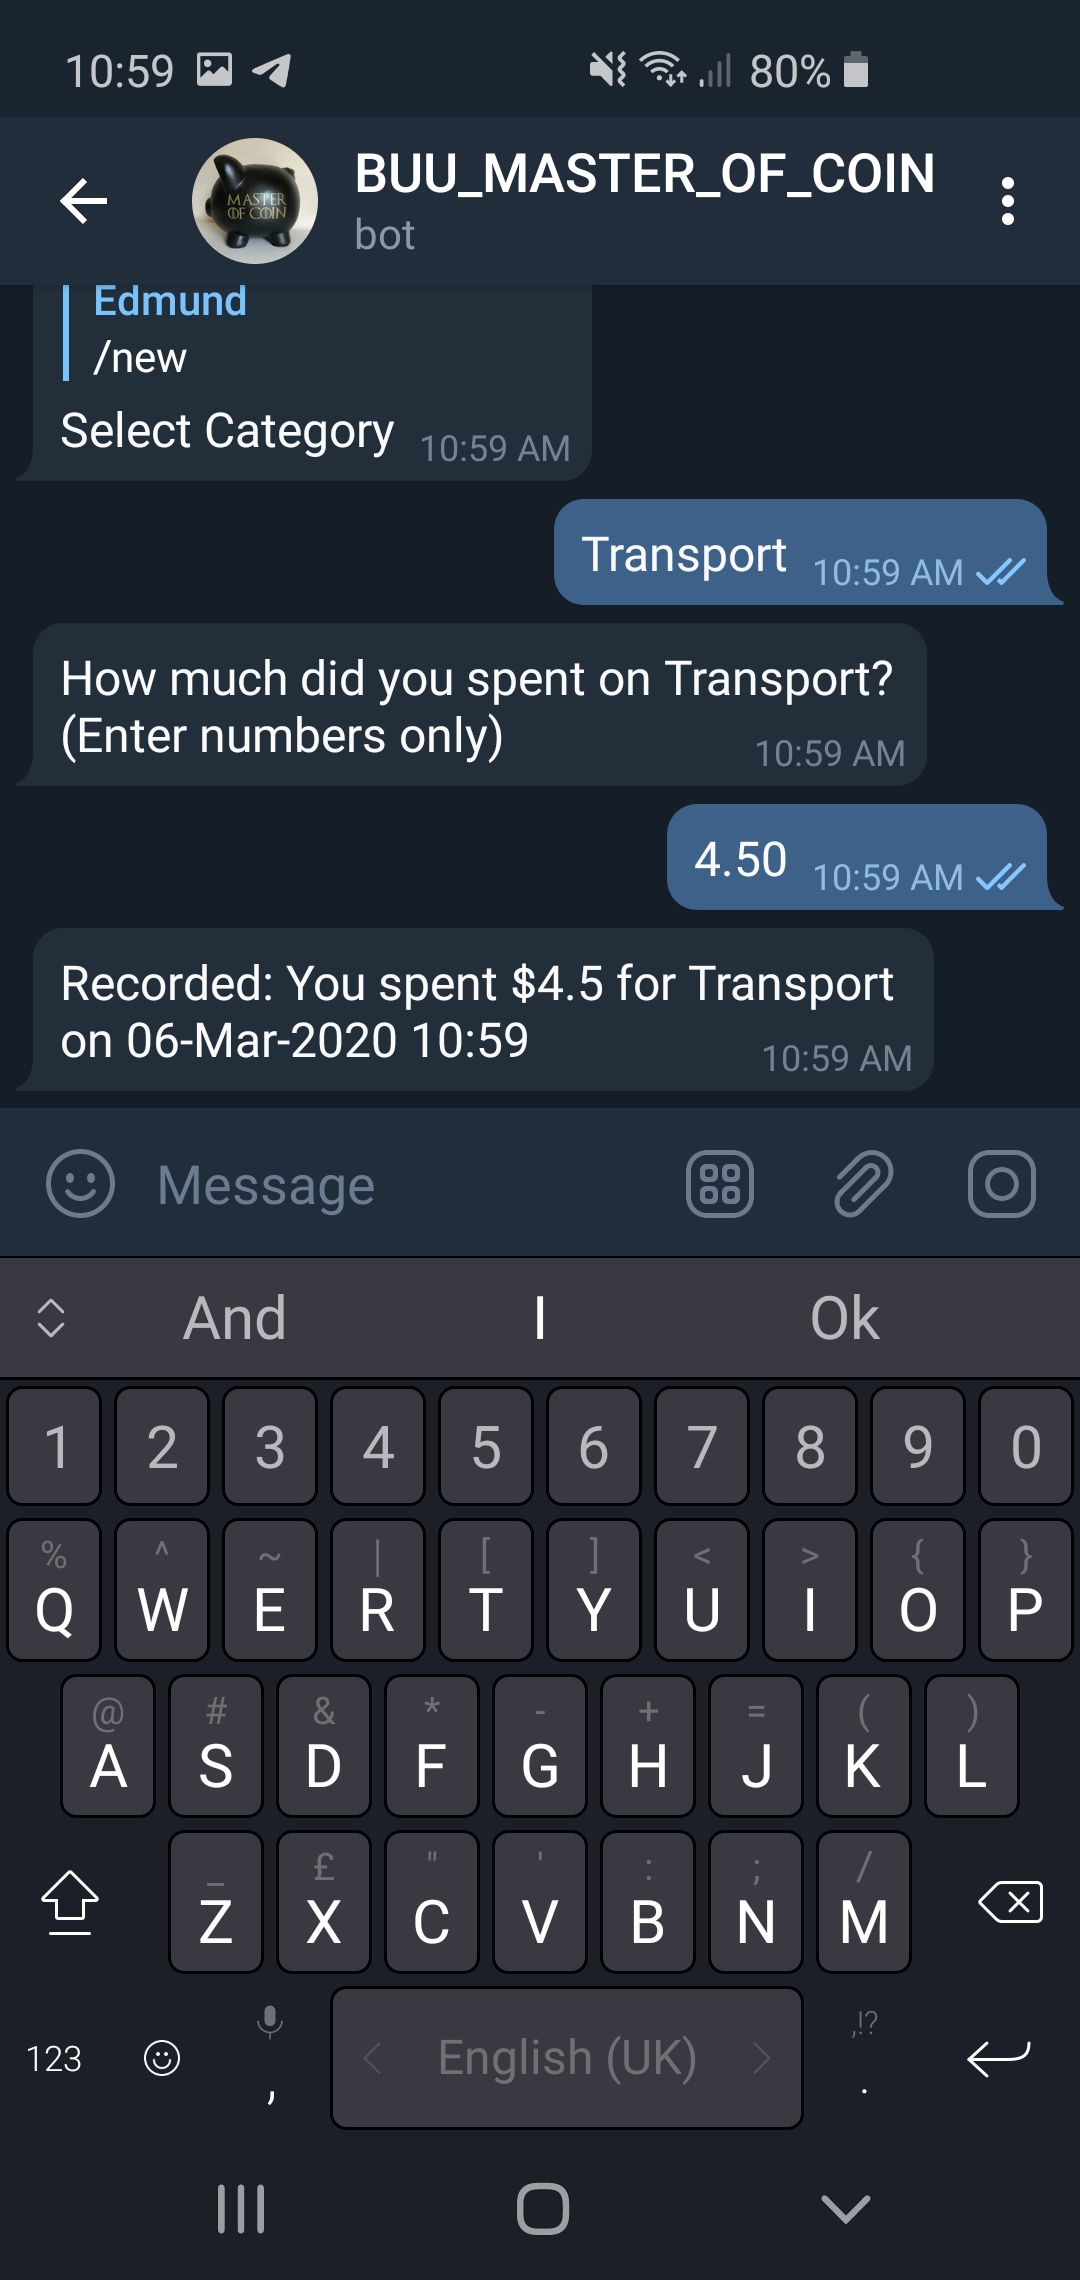 10:59 80%
BUU_MASTER_OF_COIN
bot
MASTER
OF COIN
Edmund
/new
Select Category 10:59 AM
Transport 10:59 AM
How much did you spent on Transport?
(Enter numbers only) 10:59 AM
4.50 10:59 AM
Recorded: You spent $4.5 for Transport
on 06-Mar-2020 10:59 10:59 AM
Message
And I Ok
1 2 3 4 5 6 7 8 9 0
% ^ ~ | [ ] < > { }
Q W E R T Y U I O P
@ # & * - + = ( )
A S D F G H J K L
_ £ " ' : ; /
Z X C V B N M
,!?
123 , < English (UK) > .